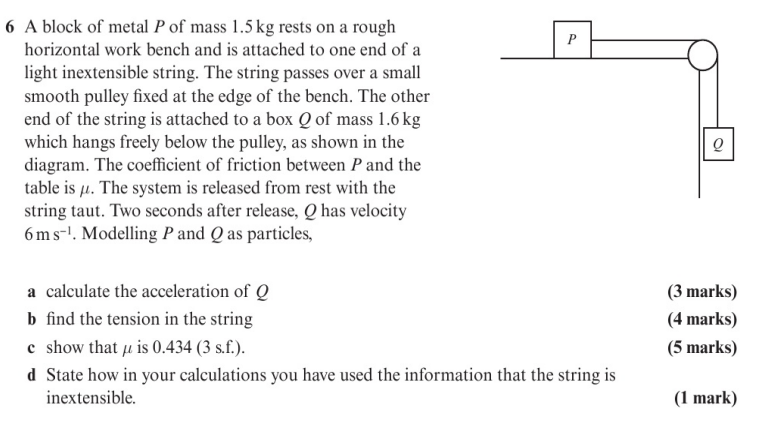 6 A block of metal P of mass 1.5 kg rests on a rough
horizontal work bench and is attached to one end of a
light inextensible string. The string passes over a small
smooth pulley fixed at the edge of the bench. The other
end of the string is attached to a box Q of mass 1.6 kg
which hangs freely below the pulley, as shown in the
diagram. The coefficient of friction between P and the
table is μ. The system is released from rest with the
string taut. Two seconds after release, Q has velocity
6 m s⁻¹. Modelling P and Q as particles,
P
Q
a calculate the acceleration of Q (3 marks)
b find the tension in the string (4 marks)
c show that μ is 0.434 (3 s.f.). (5 marks)
d State how in your calculations you have used the information that the string is
inextensible. (1 mark)